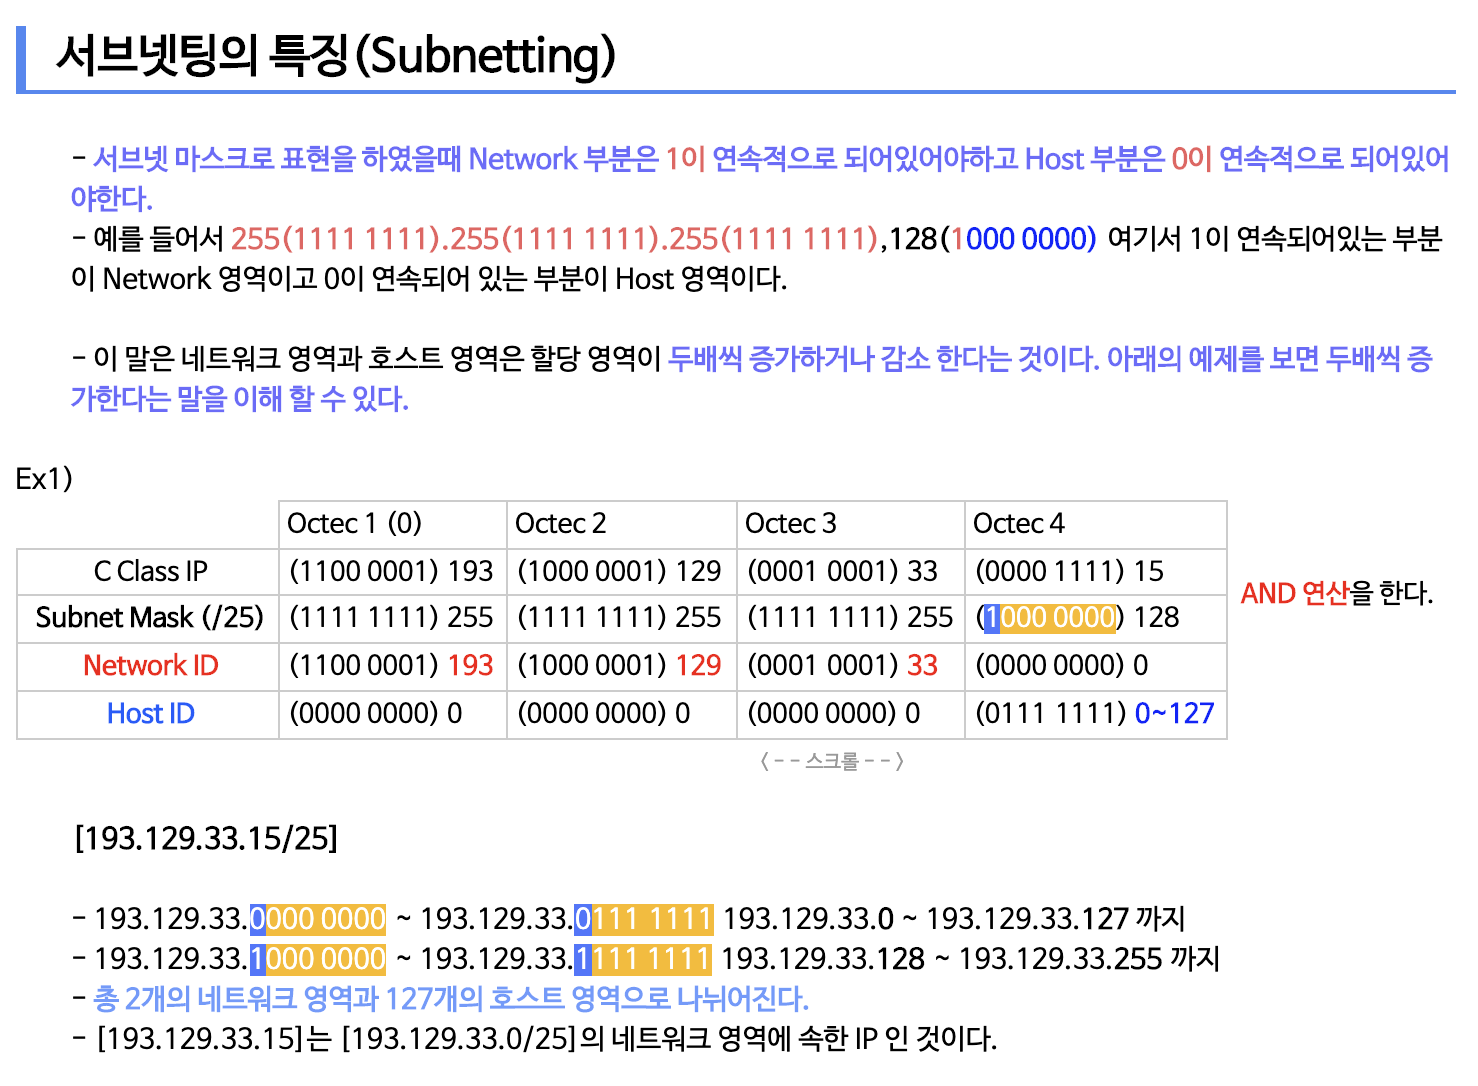 서브넷팅의 특징(Subnetting)
- 서브넷 마스크로 표현을 하였을때 Network 부분은 1이 연속적으로 되어있어야하고 Host 부분은 0이 연속적으로 되어있어
야한다.
- 예를 들어서 255(1111 1111).255(1111 1111).255(1111 1111),128(1000 0000) 여기서 1이 연속되어있는 부분
이 Network 영역이고 0이 연속되어 있는 부분이 Host 영역이다.
- 이 말은 네트워크 영역과 호스트 영역은 할당 영역이 두배씩 증가하거나 감소 한다는 것이다. 아래의 예제를 보면 두배씩 증
가한다는 말을 이해 할 수 있다.
Ex1)
Octec 1 (0) Octec 2 Octec 3 Octec 4
C Class IP (1100 0001) 193 (1000 0001) 129 (0001 0001) 33 (0000 1111) 15
Subnet Mask (/25) (1111 1111) 255 (1111 1111) 255 (1111 1111) 255 (1000 0000) 128
Network ID (1100 0001) 193 (1000 0001) 129 (0001 0001) 33 (0000 0000) 0
Host ID (0000 0000) 0 (0000 0000) 0 (0000 0000) 0 (0111 1111) 0~127
AND 연산을 한다.
< - - 스크롤 - - >
[193.129.33.15/25]
- 193.129.33.0000 0000 ~ 193.129.33.0111 1111 193.129.33.0 ~ 193.129.33.127 까지
- 193.129.33.1000 0000 ~ 193.129.33.1111 1111 193.129.33.128 ~ 193.129.33.255 까지
- 총 2개의 네트워크 영역과 127개의 호스트 영역으로 나뉘어진다.
- [193.129.33.15]는 [193.129.33.0/25]의 네트워크 영역에 속한 IP 인 것이다.